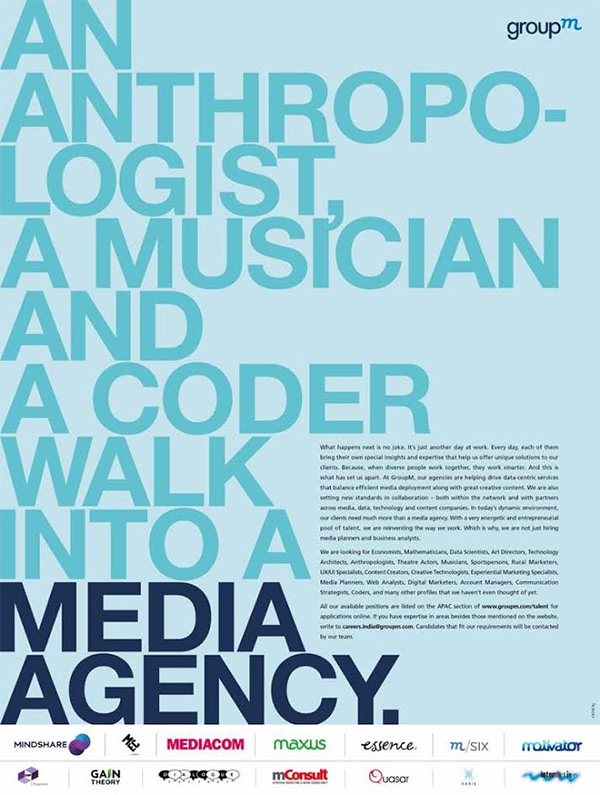 AN
groupm
ANTHROPO-
LOGIST,
A MUSICIAN
AND
A CODER
WALK
INTO A
MEDIA
AGENCY.
What happens next is no joke. It's just another day at work. Every day, each of them
bring their own special insights and expertise that help us offer unique solutions to our
clients. Because, when diverse people work together, they work smarter. And this is
what has set us apart. At GroupM, our agencies are helping drive data-centric services
that balance efficient media deployment along with great creative content. We are also
setting new standards in collaboration – both within the network and with partners
across media, data, technology and content companies. In today's dynamic environment,
our clients need much more than a media agency. With a very energetic and entrepreneurial
pool of talent, we are reinventing the way we work. Which is why, we are not just hiring
media planners and business analysts.
We are looking for Economists, Mathematicians, Data Scientists, Art Directors, Technology
Architects, Anthropologists, Theatre Actors, Musicians, Sportspersons, Rural Marketers,
UX/UI Specialists, Content Creators, Creative Technologists, Experiential Marketing Specialists,
Media Planners, Web Analysts, Digital Marketers, Account Managers, Communication
Strategists, Coders, and many other profiles that we haven't even thought of yet.
All our available positions are listed on the APAC section of www.groupm.com/talent for
applications online. If you have expertise in areas besides those mentioned on the website,
write to careers.india@groupm.com. Candidates that fit our requirements will be contacted
by our team.
MINDSHARE
MEC
MEDIACOM
maxus
essence.
m/SIX
motivator
GAIN
THEORY
DIALOGUE
mConsult
Quasar